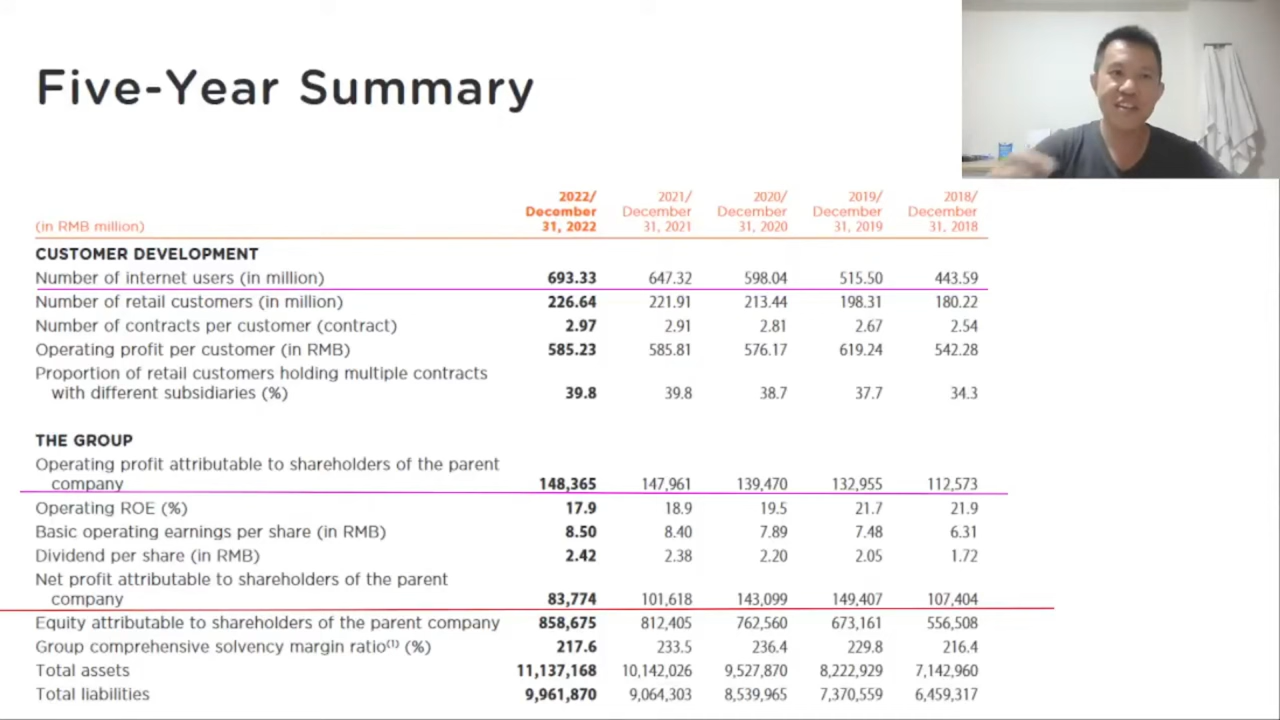 Five-Year Summary
(in RMB million) 2022/ December 31, 2022 2021/ December 31, 2021 2020/ December 31, 2020 2019/ December 31, 2019 2018/ December 31, 2018
CUSTOMER DEVELOPMENT
Number of internet users (in million) 693.33 647.32 598.04 515.50 443.59
Number of retail customers (in million) 226.64 221.91 213.44 198.31 180.22
Number of contracts per customer (contract) 2.97 2.91 2.81 2.67 2.54
Operating profit per customer (in RMB) 585.23 585.81 576.17 619.24 542.28
Proportion of retail customers holding multiple contracts
with different subsidiaries (%) 39.8 39.8 38.7 37.7 34.3
THE GROUP
Operating profit attributable to shareholders of the parent
company 148,365 147,961 139,470 132,955 112,573
Operating ROE (%) 17.9 18.9 19.5 21.7 21.9
Basic operating earnings per share (in RMB) 8.50 8.40 7.89 7.48 6.31
Dividend per share (in RMB) 2.42 2.38 2.20 2.05 1.72
Net profit attributable to shareholders of the parent
company 83,774 101,618 143,099 149,407 107,404
Equity attributable to shareholders of the parent company 858,675 812,405 762,560 673,161 556,508
Group comprehensive solvency margin ratio(1) (%) 217.6 233.5 236.4 229.8 216.4
Total assets 11,137,168 10,142,026 9,527,870 8,222,929 7,142,960
Total liabilities 9,961,870 9,064,303 8,539,965 7,370,559 6,459,317